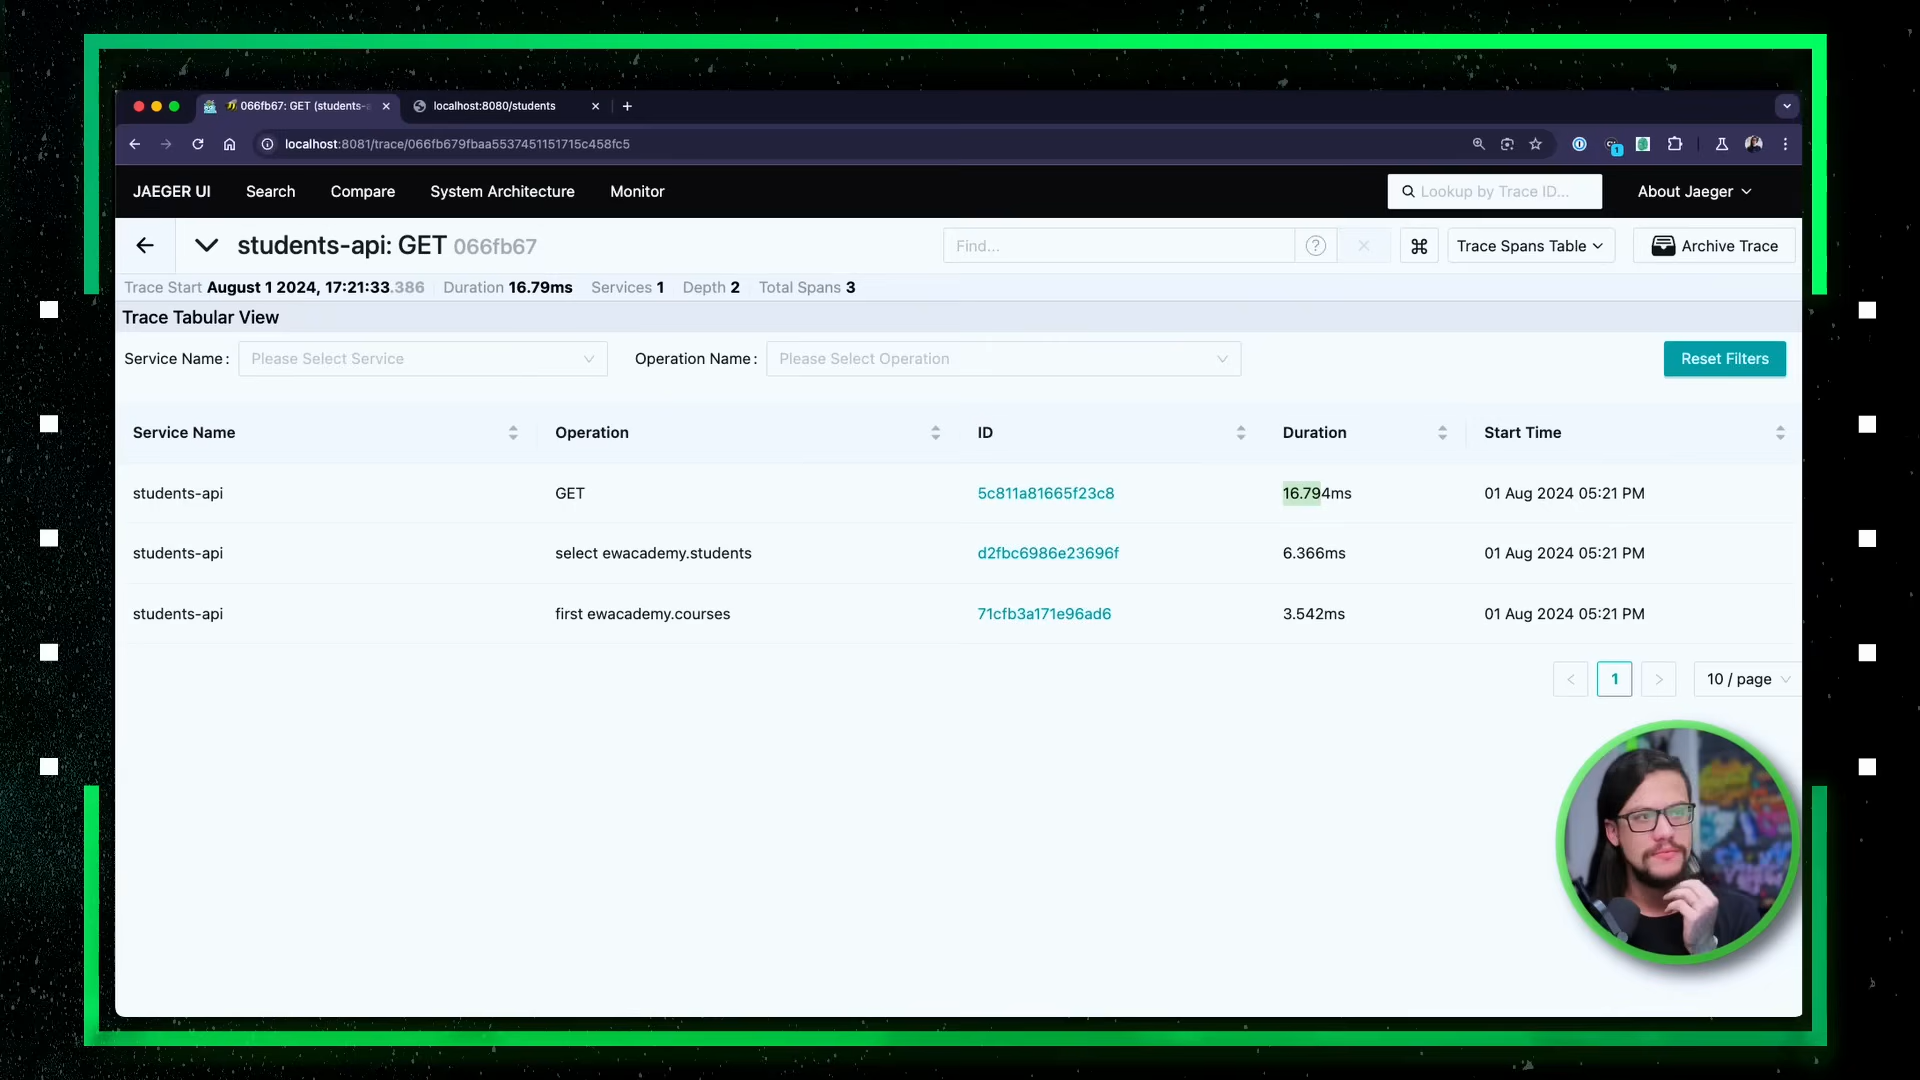 066fb67: GET (students-a
localhost:8080/students
localhost:8081/trace/066fb679fbaa5537451151715c458fc5
JAEGER UI
Search
Compare
System Architecture
Monitor
Lookup by Trace ID...
About Jaeger
students-api: GET 066fb67
Find...
Trace Spans Table
Archive Trace
Trace Start August 1 2024, 17:21:33.386 Duration 16.79ms Services 1 Depth 2 Total Spans 3
Trace Tabular View
Service Name : Please Select Service Operation Name : Please Select Operation Reset Filters
Service Name Operation ID Duration Start Time
students-api GET 5c811a81665f23c8 16.794ms 01 Aug 2024 05:21 PM
students-api select ewacademy.students d2fbc6986e23696f 6.366ms 01 Aug 2024 05:21 PM
students-api first ewacademy.courses 71cfb3a171e96ad6 3.542ms 01 Aug 2024 05:21 PM
< 1 > 10 / page